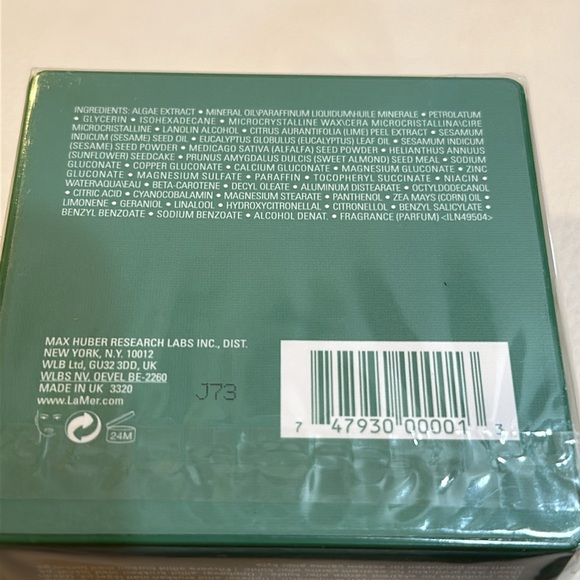 INGREDIENTS: ALGAE EXTRACT • MINERAL OIL\PARAFFINUM LIQUIDUM\HUILE MINERALE • PETROLATUM
• GLYCERIN • ISOHEXADECANE • MICROCRYSTALLINE WAX\CERA MICROCRISTALLINA\CIRE
MICROCRISTALLINE • LANOLIN ALCOHOL • CITRUS AURANTIFOLIA (LIME) PEEL EXTRACT • SESAMUM
INDICUM (SESAME) SEED OIL • EUCALYPTUS GLOBULUS (EUCALYPTUS) LEAF OIL • SESAMUM INDICUM
(SESAME) SEED POWDER • MEDICAGO SATIVA (ALFALFA) SEED POWDER • HELIANTHUS ANNUUS
(SUNFLOWER) SEEDCAKE • PRUNUS AMYGDALUS DULCIS (SWEET ALMOND) SEED MEAL • SODIUM
GLUCONATE • COPPER GLUCONATE • CALCIUM GLUCONATE • MAGNESIUM GLUCONATE • ZINC
GLUCONATE • MAGNESIUM SULFATE • PARAFFIN • TOCOPHERYL SUCCINATE • NIACIN •
WATER\AQUA\EAU • BETA-CAROTENE • DECYL OLEATE • ALUMINUM DISTEARATE • OCTYLDODECANOL
• CITRIC ACID • CYANOCOBALAMIN • MAGNESIUM STEARATE • PANTHENOL • ZEA MAYS (CORN) OIL •
LIMONENE • GERANIOL • LINALOOL • HYDROXYCITRONELLAL • CITRONELLOL • BENZYL SALICYLATE •
BENZYL BENZOATE • SODIUM BENZOATE • ALCOHOL DENAT. • FRAGRANCE (PARFUM) <ILN49504>
MAX HUBER RESEARCH LABS INC., DIST.
NEW YORK, N.Y. 10012
WLB Ltd, GU32 3DD, UK
WLBS NV, OEVEL BE-2260
MADE IN UK 3320
www.LaMer.com
J73
24M
7 47930 00001 3